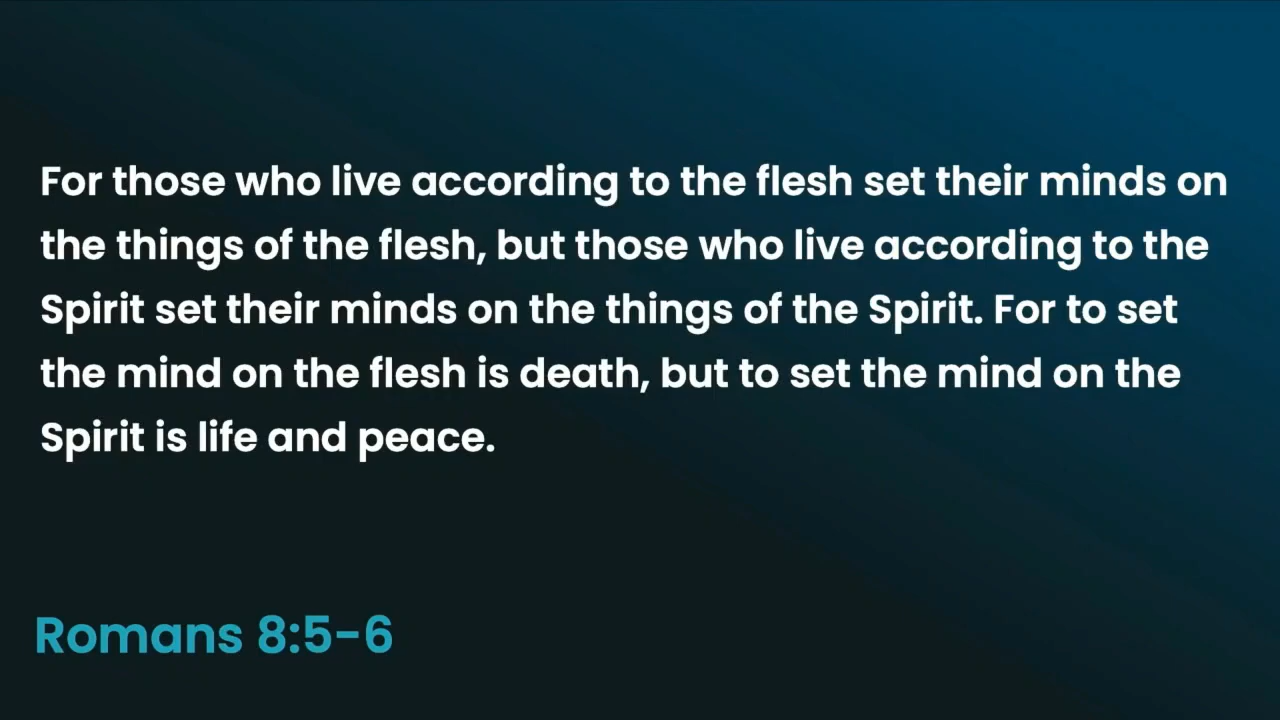 For those who live according to the flesh set their minds on
the things of the flesh, but those who live according to the
Spirit set their minds on the things of the Spirit. For to set
the mind on the flesh is death, but to set the mind on the
Spirit is life and peace.
Romans 8:5-6